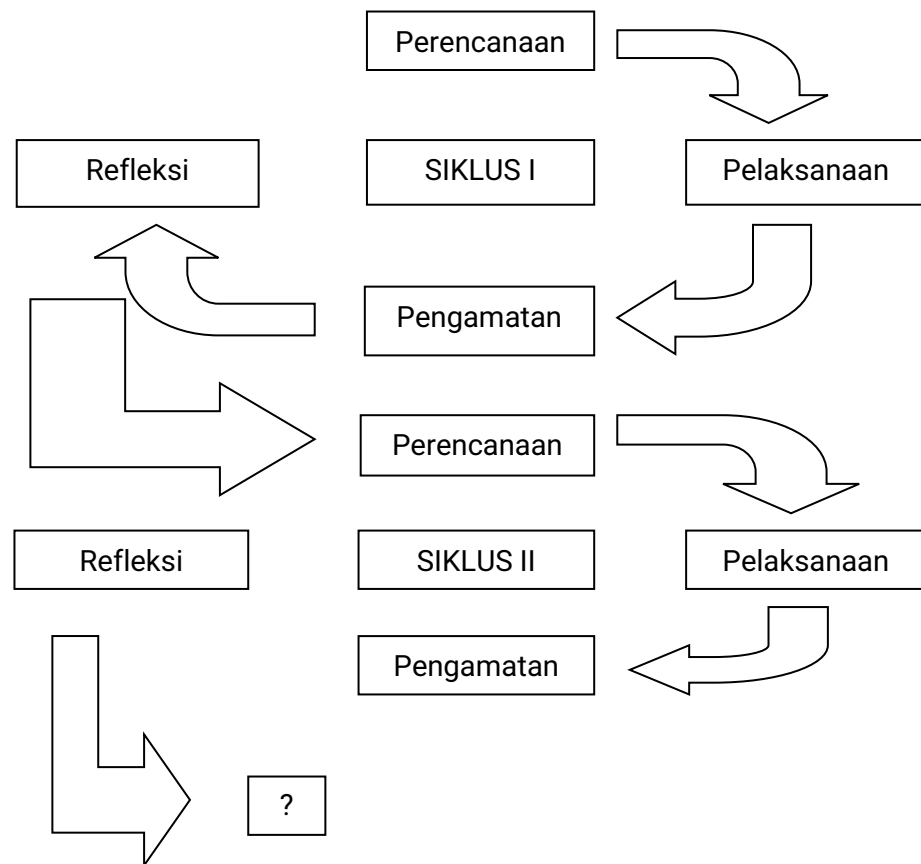 Perencanaan
Refleksi
SIKLUS I
Pelaksanaan
Pengamatan
Perencanaan
Refleksi
SIKLUS II
Pelaksanaan
Pengamatan
?